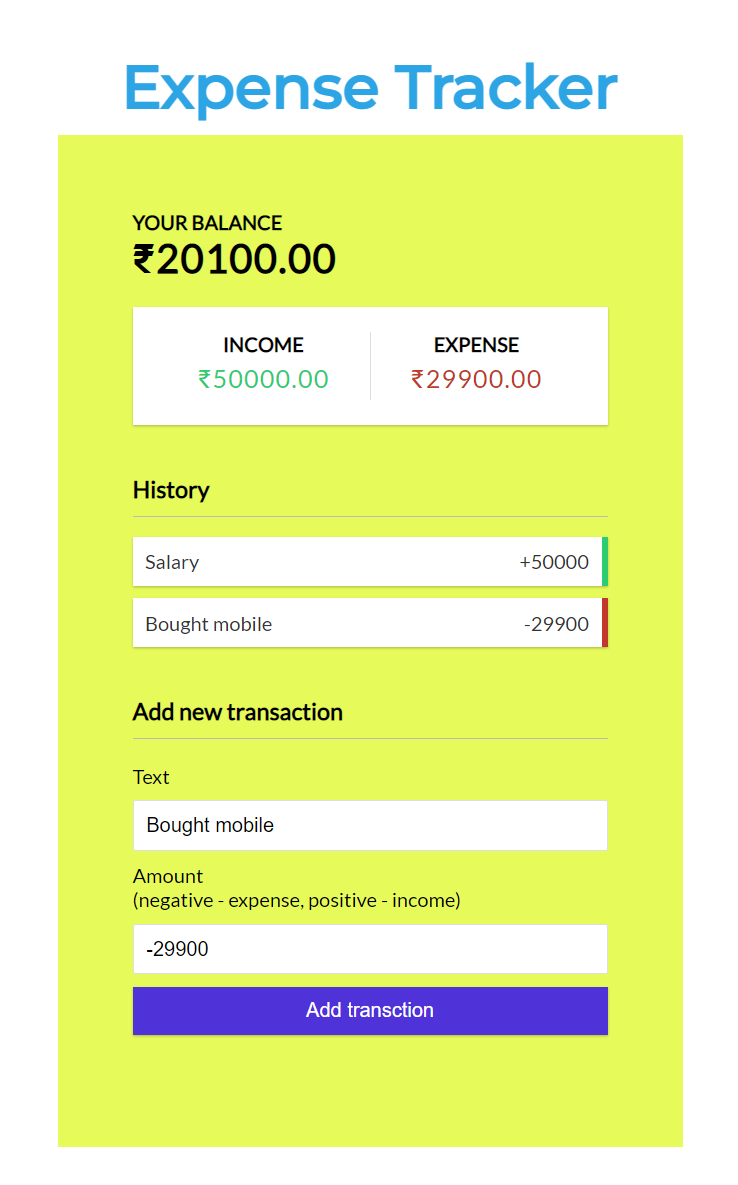 Expense Tracker
YOUR BALANCE
₹20100.00
INCOME EXPENSE
₹50000.00 ₹29900.00
History
Salary +50000
Bought mobile -29900
Add new transaction
Text
Bought mobile
Amount
(negative - expense, positive - income)
-29900
Add transction